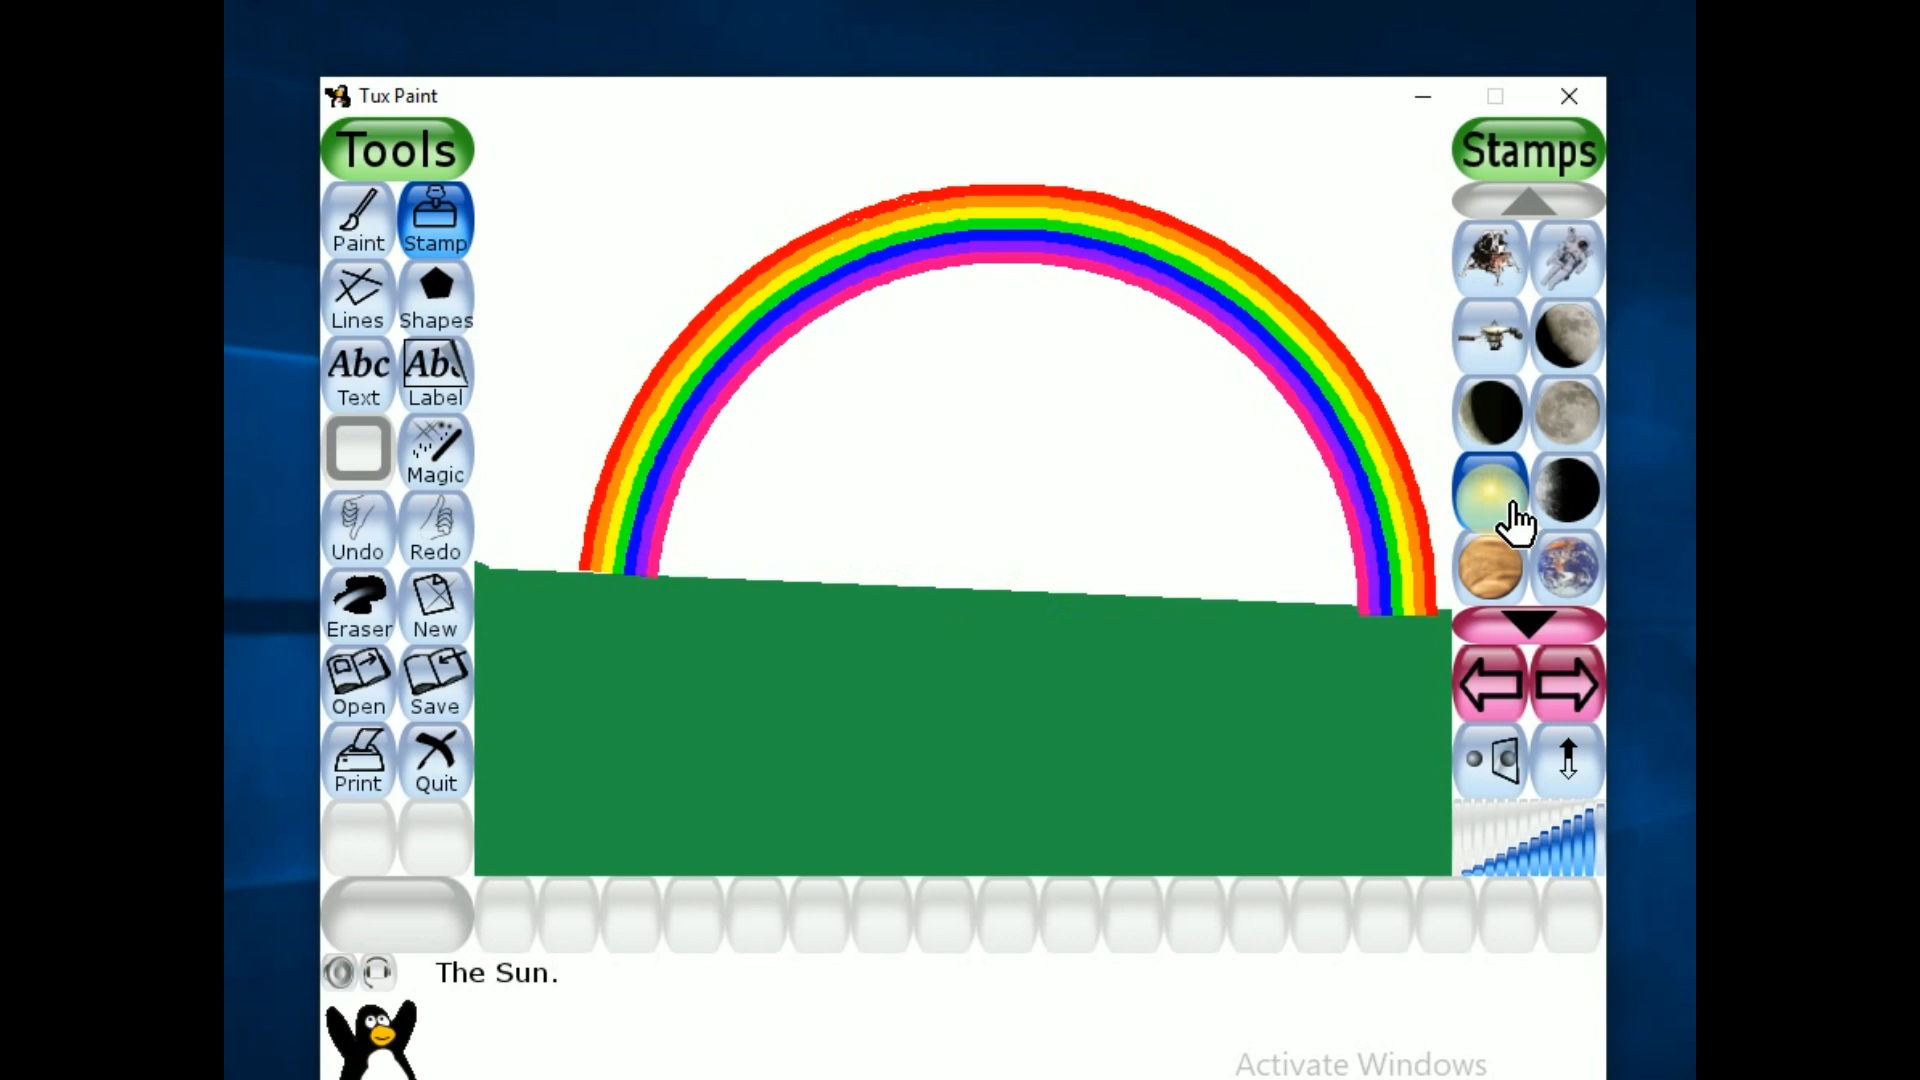 Tux Paint
Tools
Stamps
Paint
Stamp
Lines
Shapes
Abc
Abc
Text
Label
Magic
Undo
Redo
Eraser
New
Open
Save
Print
Quit
The Sun.
Activate Windows